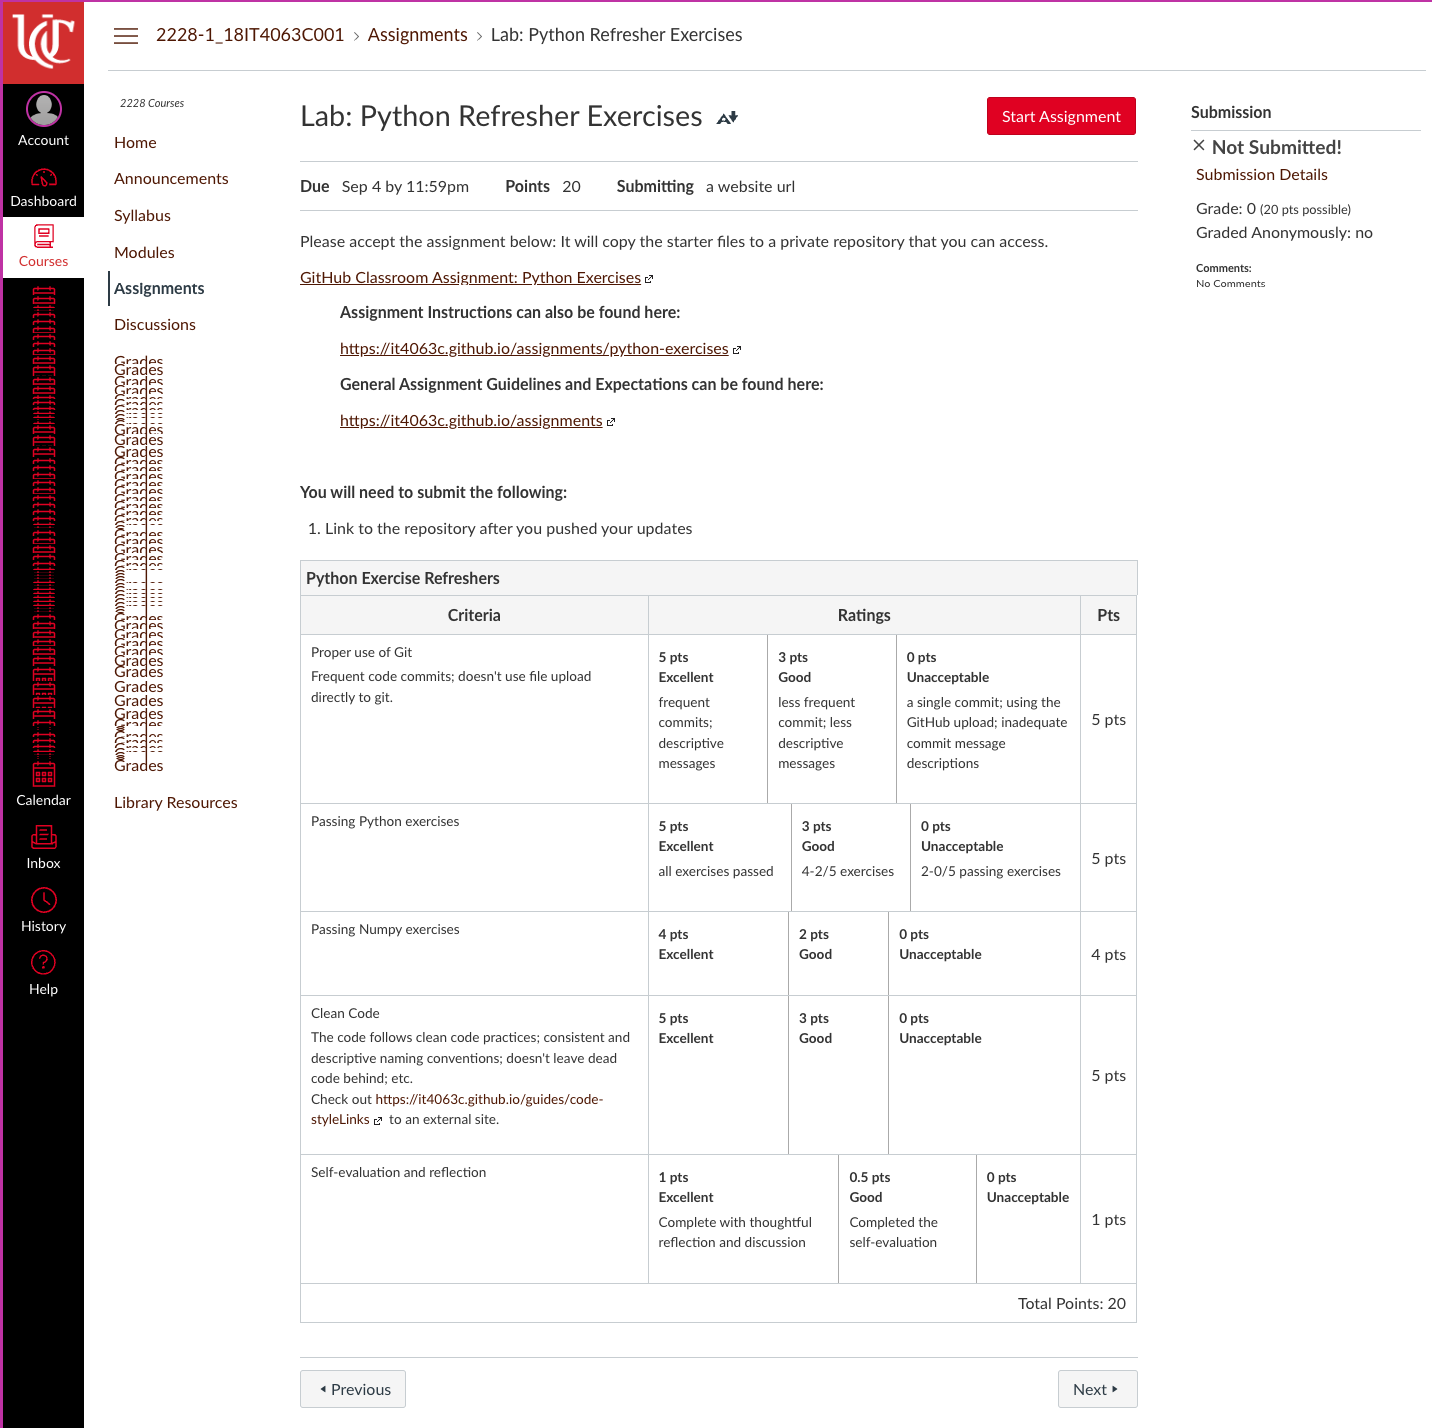 UC
2228-1_18IT4063C001 › Assignments › Lab: Python Refresher Exercises
Account
Dashboard
Courses
Calendar
Inbox
History
Help
2228 Courses
Home
Announcements
Syllabus
Modules
Assignments
Discussions
Grades
Grades
Grades
Grades
Grades
Grades
Grades
Grades
Grades
Grades
Grades
Grades
Library Resources
Lab: Python Refresher Exercises
Start Assignment
Due Sep 4 by 11:59pm Points 20 Submitting a website url
Please accept the assignment below: It will copy the starter files to a private repository that you can access.
GitHub Classroom Assignment: Python Exercises
Assignment Instructions can also be found here:
https://it4063c.github.io/assignments/python-exercises
General Assignment Guidelines and Expectations can be found here:
https://it4063c.github.io/assignments
You will need to submit the following:
1. Link to the repository after you pushed your updates
Python Exercise Refreshers
Criteria Ratings Pts
Proper use of Git
Frequent code commits; doesn't use file upload
directly to git.
5 pts
Excellent
frequent
commits;
descriptive
messages
3 pts
Good
less frequent
commit; less
descriptive
messages
0 pts
Unacceptable
a single commit; using the
GitHub upload; inadequate
commit message
descriptions
5 pts
Passing Python exercises
5 pts
Excellent
all exercises passed
3 pts
Good
4-2/5 exercises
0 pts
Unacceptable
2-0/5 passing exercises
5 pts
Passing Numpy exercises
4 pts
Excellent
2 pts
Good
0 pts
Unacceptable
4 pts
Clean Code
The code follows clean code practices; consistent and
descriptive naming conventions; doesn't leave dead
code behind; etc.
Check out https://it4063c.github.io/guides/code-
styleLinks to an external site.
5 pts
Excellent
3 pts
Good
0 pts
Unacceptable
5 pts
Self-evaluation and reflection
1 pts
Excellent
Complete with thoughtful
reflection and discussion
0.5 pts
Good
Completed the
self-evaluation
0 pts
Unacceptable
1 pts
Total Points: 20
Previous
Next
Submission
Not Submitted!
Submission Details
Grade: 0 (20 pts possible)
Graded Anonymously: no
Comments:
No Comments